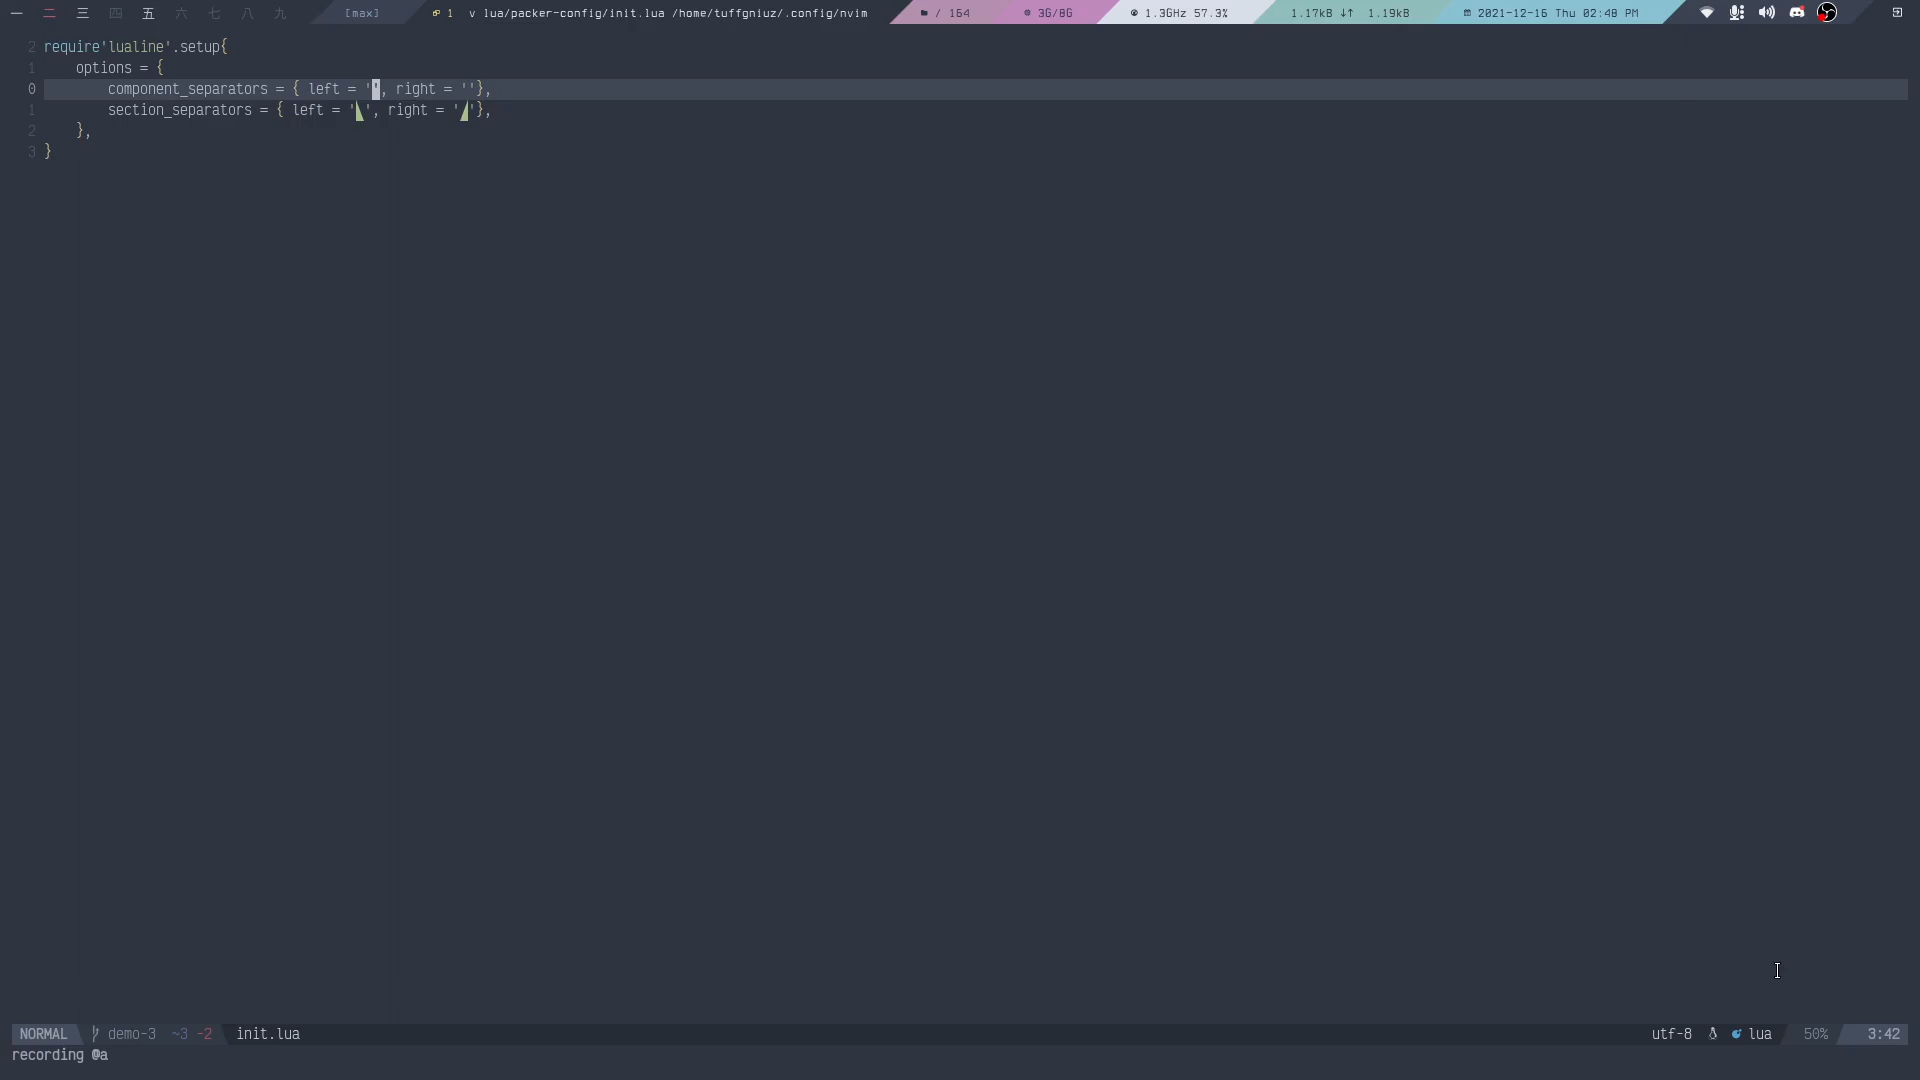 一 二 三 四 五 六 七 八 九 [max] 1 v lua/packer-config/init.lua /home/tuffgniuz/.config/nvim / 164 3G/8G 1.3GHz 57.3% 1.17kB ↓↑ 1.19kB 2021-12-16 Thu 02:48 PM
2 require'lualine'.setup{
1 options = {
0 component_separators = { left = '', right = ''},
1 section_separators = { left = '', right = ''},
2 },
3 }
NORMAL demo-3 ~3 -2 init.lua utf-8 lua 50% 3:42
recording @a